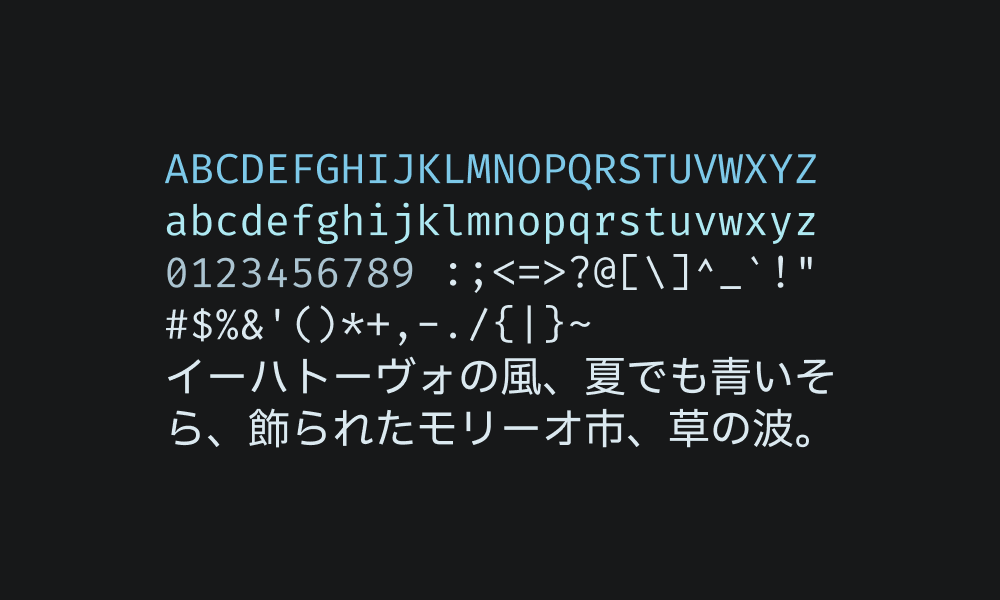 ABCDEFGHIJKLMNOPQRSTUVWXYZ
abcdefghijklmnopqrstuvwxyz
0123456789 :;<=>?@[\]^_`!"
#$%&'()*+,-./{|}~
イーハトーヴォの風、夏でも青いそ
ら、飾られたモリーオ市、草の波。